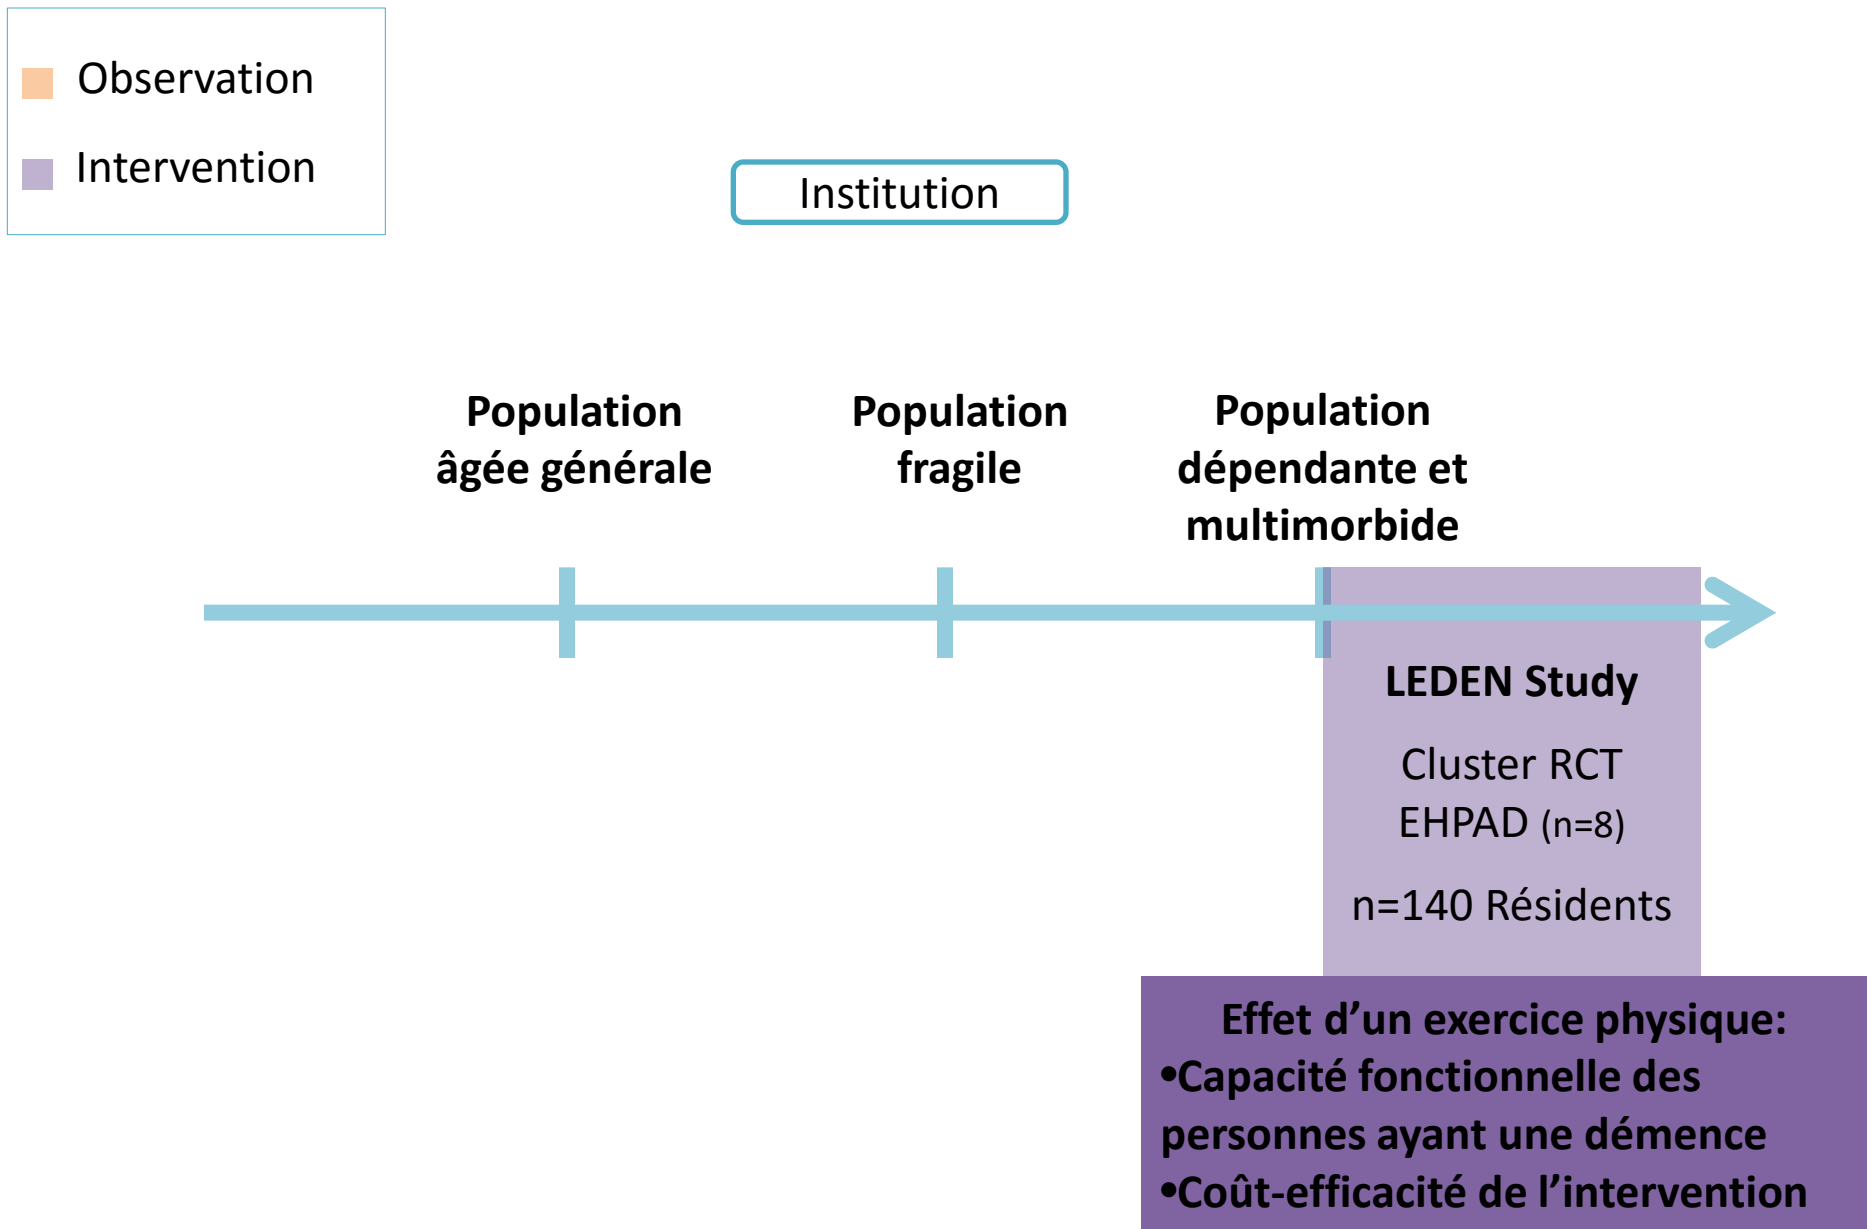 Observation
Intervention
Institution
Population
âgée générale
Population
fragile
Population
dépendante et
multimorbide
LEDEN Study
Cluster RCT
EHPAD (n=8)
n=140 Résidents
Effet d’un exercice physique:
•Capacité fonctionnelle des
personnes ayant une démence
•Coût-efficacité de l’intervention